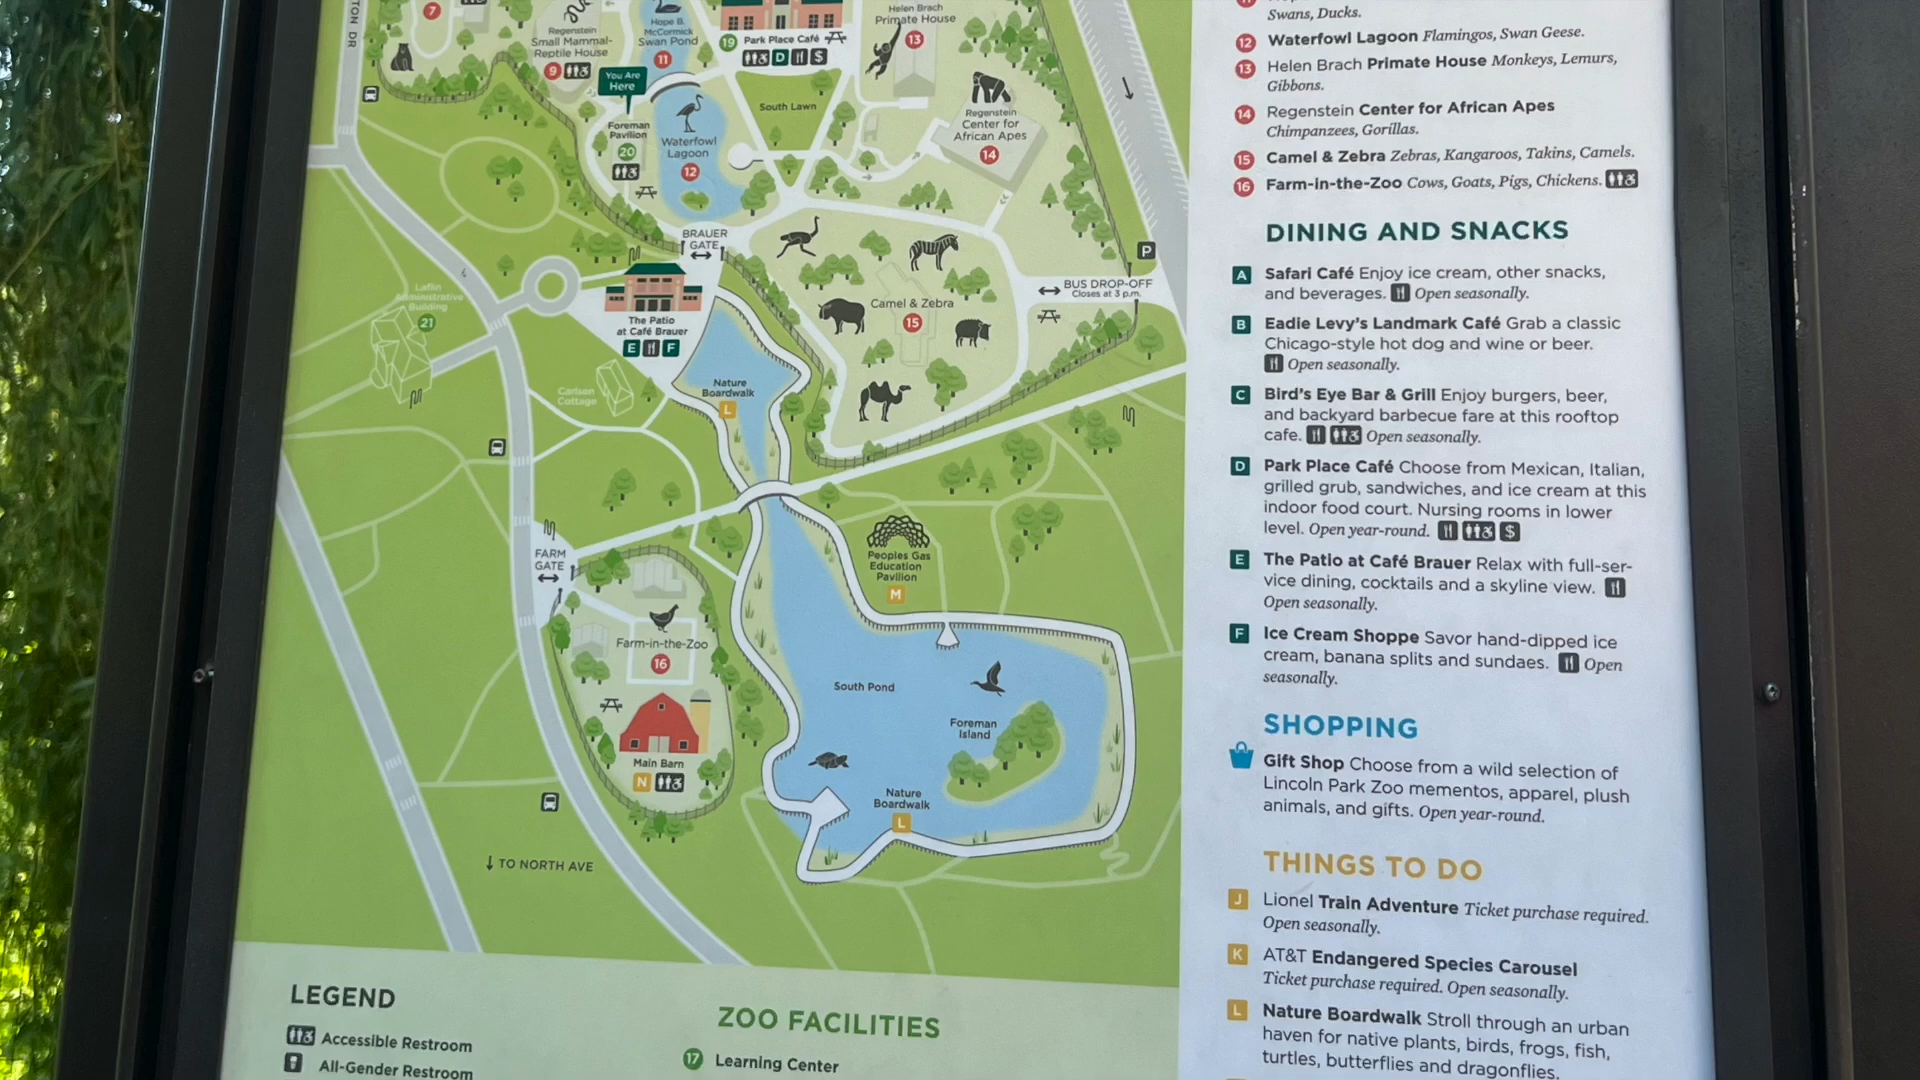 TON DR
7
Regenstein
Small Mammal-
Reptile House
9
Hope B.
McCormick
Swan Pond
11
You Are
Here
19 Park Place Café
D $
Helen Brach
Primate House
13
South Lawn
Regenstein
Center for
African Apes
14
Foreman
Pavilion
20
Waterfowl
Lagoon
12
BRAUER
GATE
P
BUS DROP-OFF
Closes at 3 p.m.
Camel & Zebra
15
Laflin
Administrative
Building
21
The Patio
at Café Brauer
E F
Carlson
Cottage
Nature
Boardwalk
L
FARM
GATE
Peoples Gas
Education
Pavilion
M
Farm-in-the-Zoo
16
Main Barn
N
South Pond
Foreman
Island
Nature
Boardwalk
L
TO NORTH AVE
LEGEND
Accessible Restroom
All-Gender Restroom
ZOO FACILITIES
17 Learning Center
Swans, Ducks.
12 Waterfowl Lagoon Flamingos, Swan Geese.
13 Helen Brach Primate House Monkeys, Lemurs,
Gibbons.
14 Regenstein Center for African Apes
Chimpanzees, Gorillas.
15 Camel & Zebra Zebras, Kangaroos, Takins, Camels.
16 Farm-in-the-Zoo Cows, Goats, Pigs, Chickens.
DINING AND SNACKS
A Safari Café Enjoy ice cream, other snacks,
and beverages. Open seasonally.
B Eadie Levy's Landmark Café Grab a classic
Chicago-style hot dog and wine or beer.
Open seasonally.
C Bird's Eye Bar & Grill Enjoy burgers, beer,
and backyard barbecue fare at this rooftop
cafe. Open seasonally.
D Park Place Café Choose from Mexican, Italian,
grilled grub, sandwiches, and ice cream at this
indoor food court. Nursing rooms in lower
level. Open year-round. $
E The Patio at Café Brauer Relax with full-ser-
vice dining, cocktails and a skyline view.
Open seasonally.
F Ice Cream Shoppe Savor hand-dipped ice
cream, banana splits and sundaes. Open
seasonally.
SHOPPING
Gift Shop Choose from a wild selection of
Lincoln Park Zoo mementos, apparel, plush
animals, and gifts. Open year-round.
THINGS TO DO
J Lionel Train Adventure Ticket purchase required.
Open seasonally.
K AT&T Endangered Species Carousel
Ticket purchase required. Open seasonally.
L Nature Boardwalk Stroll through an urban
haven for native plants, birds, frogs, fish,
turtles, butterflies and dragonflies.